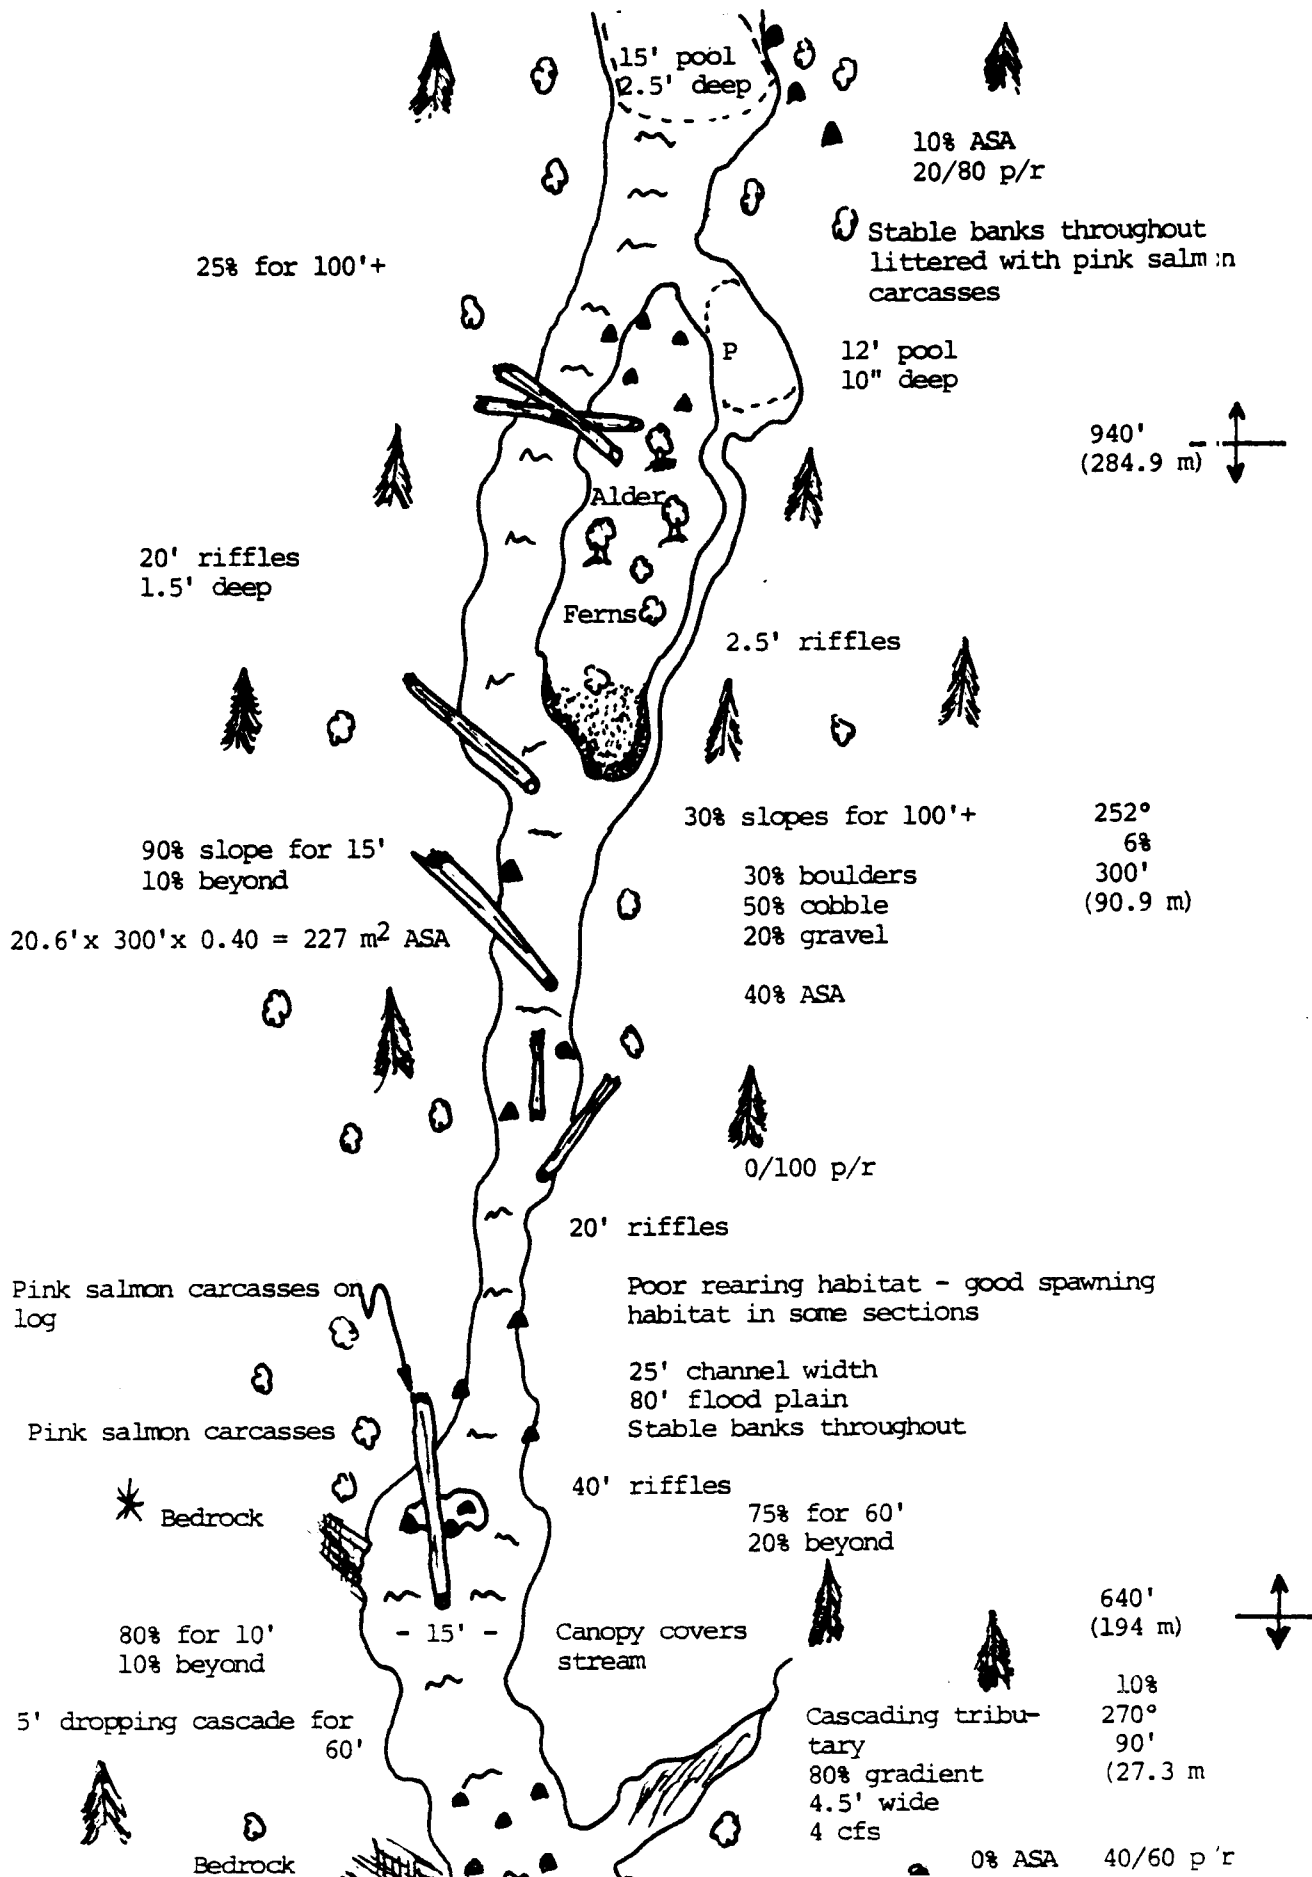 15' pool
2.5' deep
10% ASA
20/80 p/r
Stable banks throughout
littered with pink salm n
carcasses
25% for 100'+
P
12' pool
10" deep
940'
(284.9 m)
Alder
20' riffles
1.5' deep
Ferns
2.5' riffles
30% slopes for 100'+
252°
6%
300'
(90.9 m)
90% slope for 15'
10% beyond
30% boulders
50% cobble
20% gravel
20.6'x 300'x 0.40 = 227 m² ASA
40% ASA
0/100 p/r
20' riffles
Pink salmon carcasses on
log
Poor rearing habitat - good spawning
habitat in some sections
25' channel width
80' flood plain
Stable banks throughout
Pink salmon carcasses
40' riffles
75% for 60'
20% beyond
Bedrock
640'
(194 m)
- 15' -
Canopy covers
stream
80% for 10'
10% beyond
5' dropping cascade for
60'
Cascading tribu-
tary
80% gradient
4.5' wide
4 cfs
10%
270°
90'
(27.3 m
Bedrock
0% ASA
40/60 p r